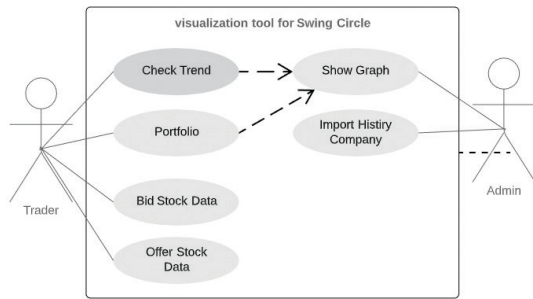 visualization tool for Swing Circle
Check Trend
Show Graph
Portfolio
Import Histiry
Company
Bid Stock Data
Offer Stock
Data
Trader
Admin